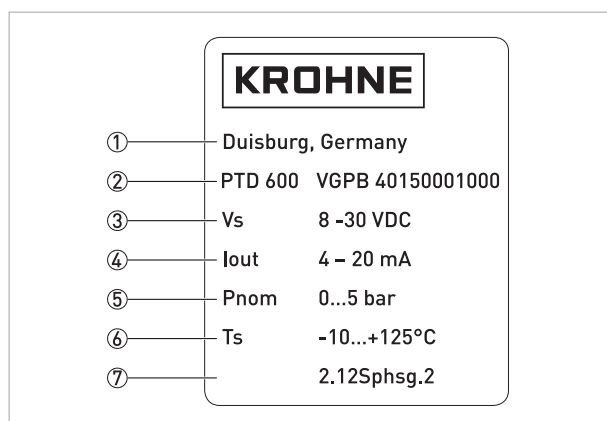 KROHNE
① Duisburg, Germany
② PTD 600 VGPB 40150001000
③ Vs 8 -30 VDC
④ Iout 4 – 20 mA
⑤ Pnom 0...5 bar
⑥ Ts -10...+125°C
⑦ 2.12Sphsg.2